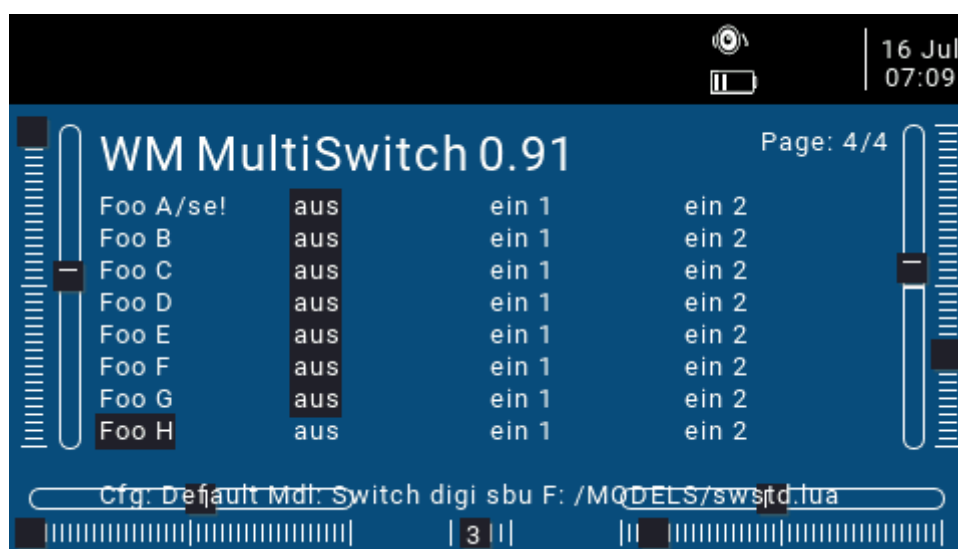 16 Jul
07:09
WM MultiSwitch 0.91
Page: 4/4
Foo A/se! aus ein 1 ein 2
Foo B aus ein 1 ein 2
Foo C aus ein 1 ein 2
Foo D aus ein 1 ein 2
Foo E aus ein 1 ein 2
Foo F aus ein 1 ein 2
Foo G aus ein 1 ein 2
Foo H aus ein 1 ein 2
Cfg: Default Mdl: Switch digi sbu F: /MODELS/swstd.lua
3